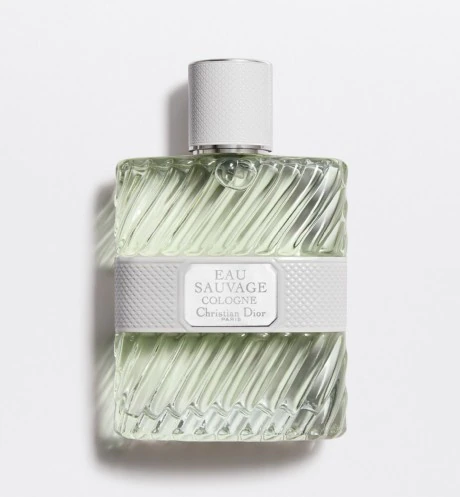 EAU
SAUVAGE
COLOGNE
Christian Dior
PARIS